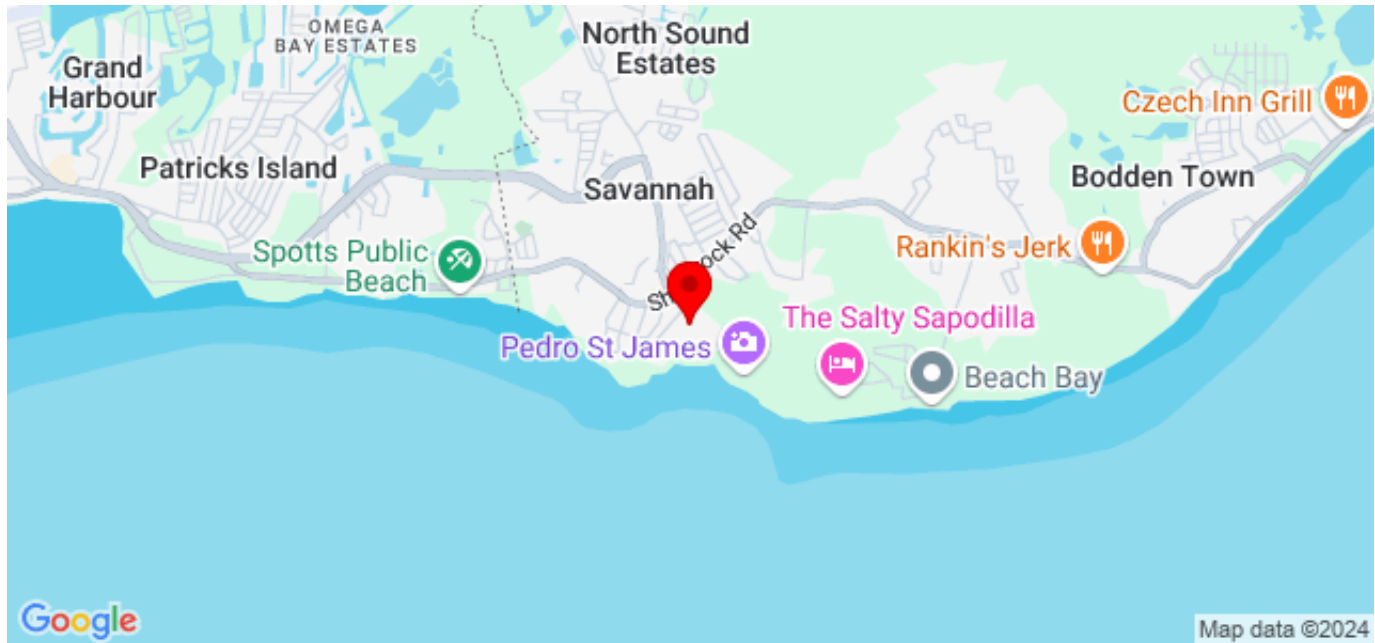 OMEGA
BAY ESTATES
North Sound
Estates
Grand
Harbour
Czech Inn Grill
Patricks Island
Savannah
Bodden Town
Spotts Public
Beach
Rankin's Jerk
Rd
Pedro St James
The Salty Sapodilla
Beach Bay
Google
Map data ©2024